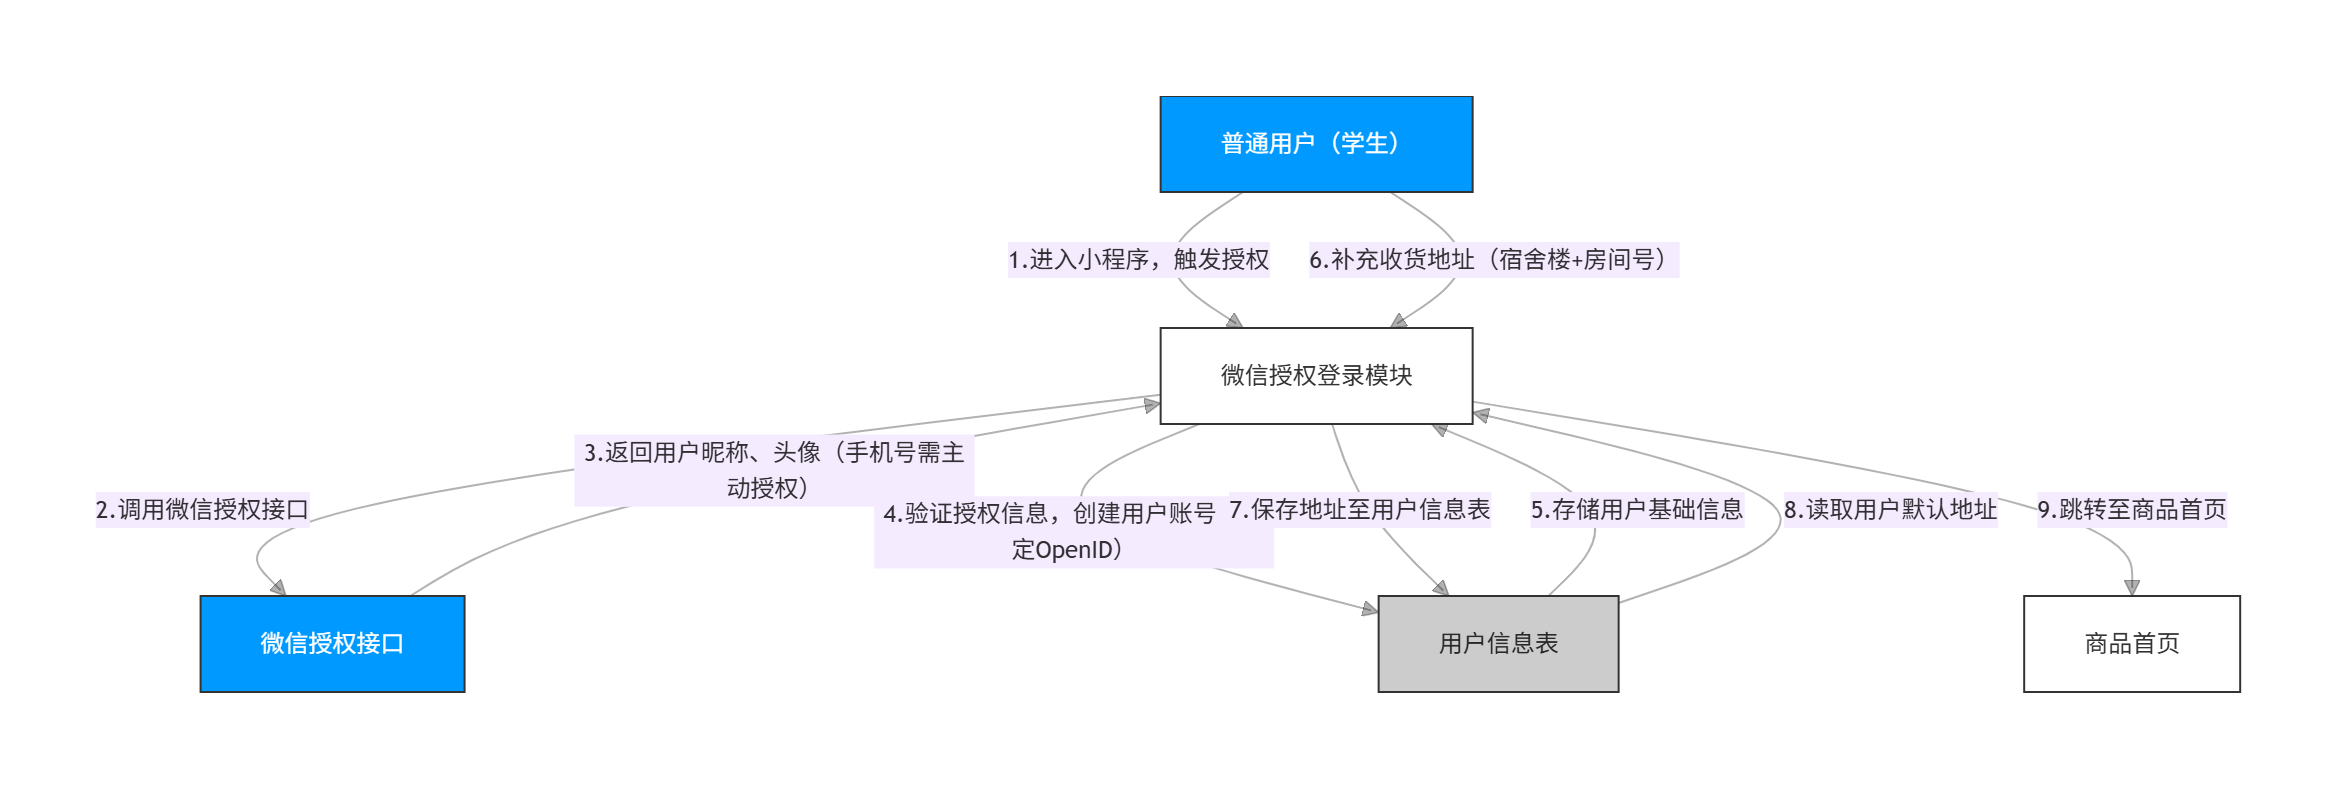 普通用户（学生）
1.进入小程序，触发授权
6.补充收货地址（宿舍楼+房间号）
微信授权登录模块
3.返回用户昵称、头像（手机号需主
动授权）
2.调用微信授权接口
4.验证授权信息，创建用户账号
定OpenID）
7.保存地址至用户信息表
5.存储用户基础信息
8.读取用户默认地址
9.跳转至商品首页
微信授权接口
用户信息表
商品首页